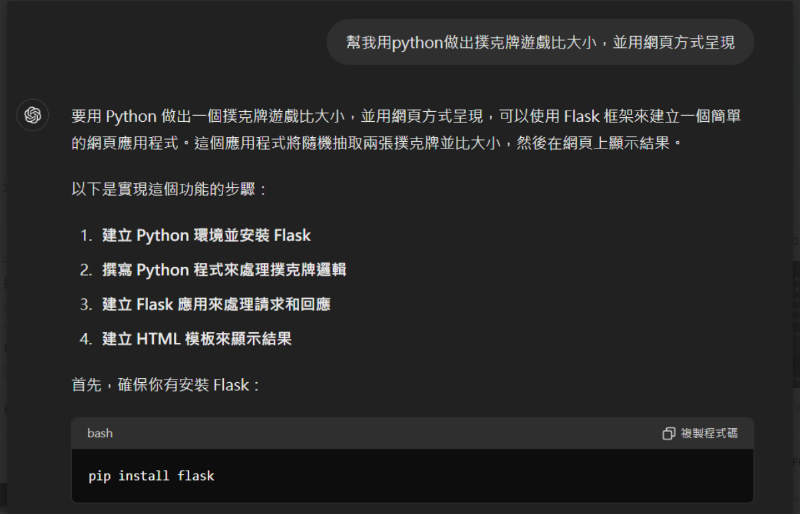 幫我用python做出撲克牌遊戲比大小，並用網頁方式呈現
要用 Python 做出一個撲克牌遊戲比大小，並用網頁方式呈現，可以使用 Flask 框架來建立一個簡單
的網頁應用程式。這個應用程式將隨機抽取兩張撲克牌並比大小，然後在網頁上顯示結果。
以下是實現這個功能的步驟：
1. 建立 Python 環境並安裝 Flask
2. 撰寫 Python 程式來處理撲克牌邏輯
3. 建立 Flask 應用來處理請求和回應
4. 建立 HTML 模板來顯示結果
首先，確保你有安裝 Flask：
bash 複製程式碼
pip install flask